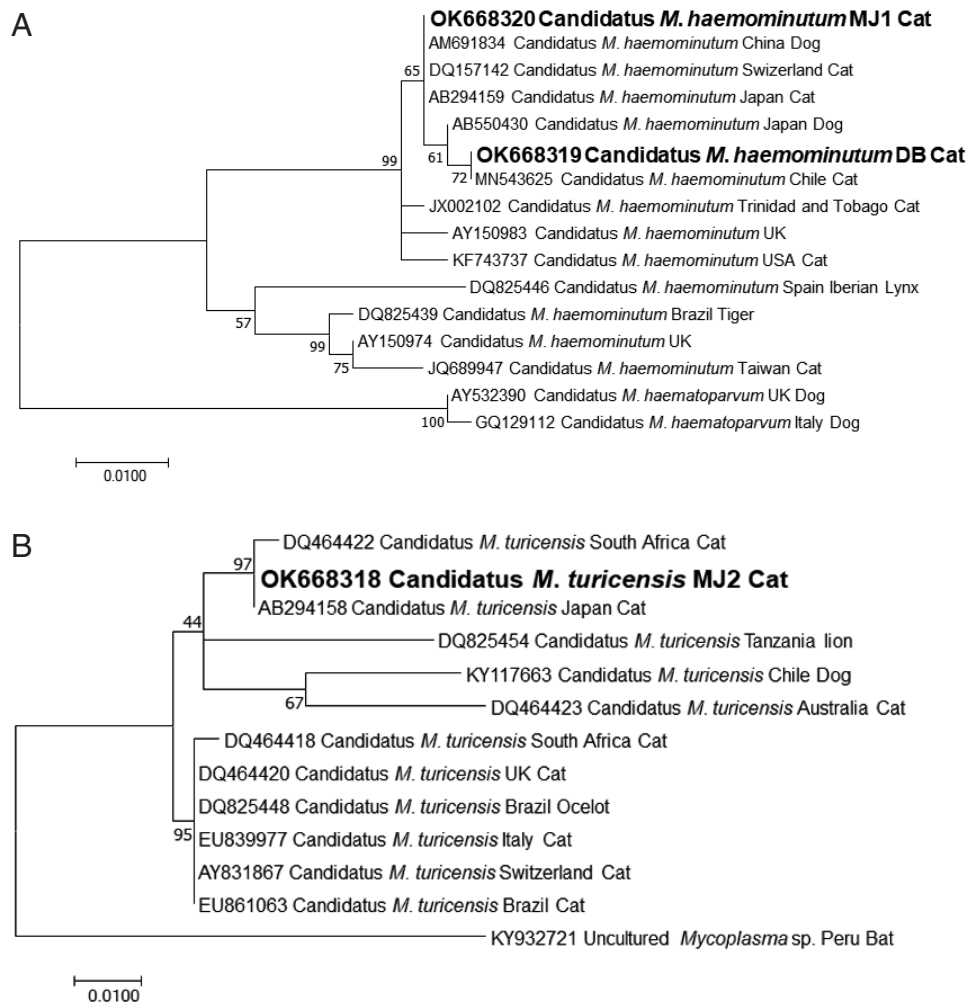 A
OK668320 Candidatus M. haemominutum MJ1 Cat
AM691834 Candidatus M. haemominutum China Dog
65
DQ157142 Candidatus M. haemominutum Swizerland Cat
AB294159 Candidatus M. haemominutum Japan Cat
AB550430 Candidatus M. haemominutum Japan Dog
61
99
OK668319 Candidatus M. haemominutum DB Cat
72
MN543625 Candidatus M. haemominutum Chile Cat
JX002102 Candidatus M. haemominutum Trinidad and Tobago Cat
AY150983 Candidatus M. haemominutum UK
KF743737 Candidatus M. haemominutum USA Cat
DQ825446 Candidatus M. haemominutum Spain Iberian Lynx
57
DQ825439 Candidatus M. haemominutum Brazil Tiger
99
AY150974 Candidatus M. haemominutum UK
75
JQ689947 Candidatus M. haemominutum Taiwan Cat
AY532390 Candidatus M. haematoparvum UK Dog
100
GQ129112 Candidatus M. haematoparvum Italy Dog
0.0100
B
DQ464422 Candidatus M. turicensis South Africa Cat
97
OK668318 Candidatus M. turicensis MJ2 Cat
AB294158 Candidatus M. turicensis Japan Cat
44
DQ825454 Candidatus M. turicensis Tanzania lion
KY117663 Candidatus M. turicensis Chile Dog
67
DQ464423 Candidatus M. turicensis Australia Cat
DQ464418 Candidatus M. turicensis South Africa Cat
DQ464420 Candidatus M. turicensis UK Cat
DQ825448 Candidatus M. turicensis Brazil Ocelot
95
EU839977 Candidatus M. turicensis Italy Cat
AY831867 Candidatus M. turicensis Switzerland Cat
EU861063 Candidatus M. turicensis Brazil Cat
KY932721 Uncultured Mycoplasma sp. Peru Bat
0.0100